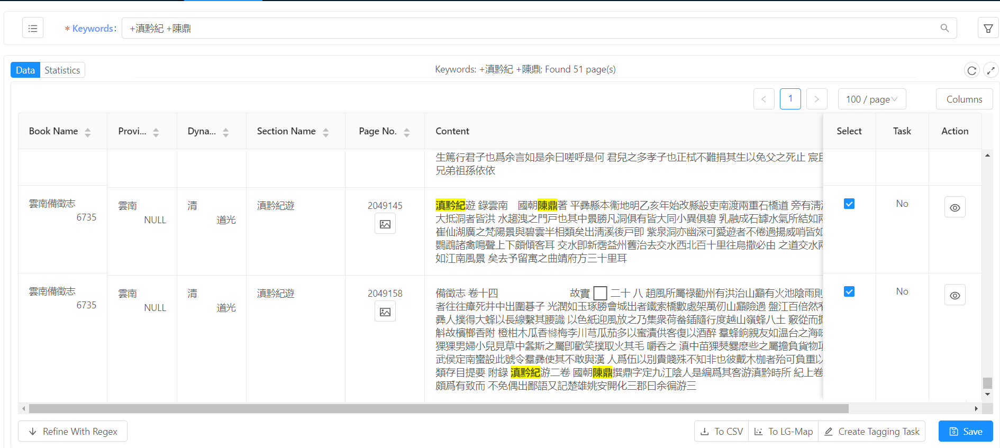 * Keywords:
+滇黔紀 +陳鼎
Data
Statistics
Keywords: +滇黔紀 +陳鼎; Found 51 page(s)
1
100 / page
Columns
Book Name
Provi...
Dyna...
Section Name
Page No.
Content
Select
Task
Action
生篤行君子也爲余言如是余曰嗟呼是何 君兒之多孝子也正栻不難捐其生以免父之死止
兄弟祖孫依依
雲南備徵志
6735
雲南
NULL
清
道光
滇黔紀遊
2049145
滇黔紀遊 錄雲南 國朝陳鼎著 平彞縣本衞地明乙亥年始改縣設吏南渡兩重石橋道 旁有淸
大抵洞者皆洪 水趨洩之門戸也其中景勝凡洞俱有皆大同小異俱碧 乳融成石罅水氣所結如
崔仙湖廣之梵陽景與碧雲半相類矣出淸溪後戸卽 紫泉洞亦幽深可愛遊者不倦過揚威哨皆如
鸚鵡諸禽鳴聲上下頗傾客耳 交水卽新霑益州舊治去交水西北百十里往烏撒必由 之道交水
如江南風景 矣去予留寓之曲靖府方三十里耳
No
雲南備徵志
6735
雲南
NULL
清
道光
滇黔紀遊
2049158
備徵志 卷十四 故實 □ 二十 八 趙風所屬祿勸州有洪治山巓有火池陰雨則
者往往瘴死井中出圍碁子 光潤如玉琢勝會城出者鐵索橋數處架萬仞山巓險過 盤江百倍然
彞人撲得大蜂以長線繫其腰識 以色紙迎風放之乃集衆荷畚鍤隨行度越山嶺蜂八土 竅從而
斛故檳榔香附 橙柑木瓜香櫞梅李川芎瓜茄多以蜜漬供客復以酒醉 羣蜂餉親友如温台之海
猓猓男婦小兒見草中螽斯之屬卽歡笑撲取火其毛 嚼吞之 滇中苗猓僰爨麽些之屬擔負貨物
武侯定南蠻設此號令羣彞使其不敢與漢 人爲伍以別貴賤殊不知非也彼戴木枷者殆可負重以
類存目提要 附錄 滇黔紀游二卷 國朝陳鼎撰鼎字定九江陰人是編爲其客游滇黔時所 紀上卷
頗爲有致而 不免偶出鄙語又記楚雄姚安開化三郡日余徧游三
No
Refine With Regex
To CSV
To LG-Map
Create Tagging Task
Save